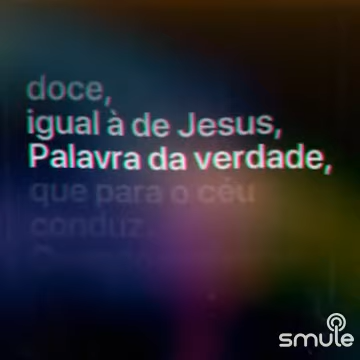 doce,
igual à de Jesus,
Palavra da verdade,
que para o céu
conduz.
smule